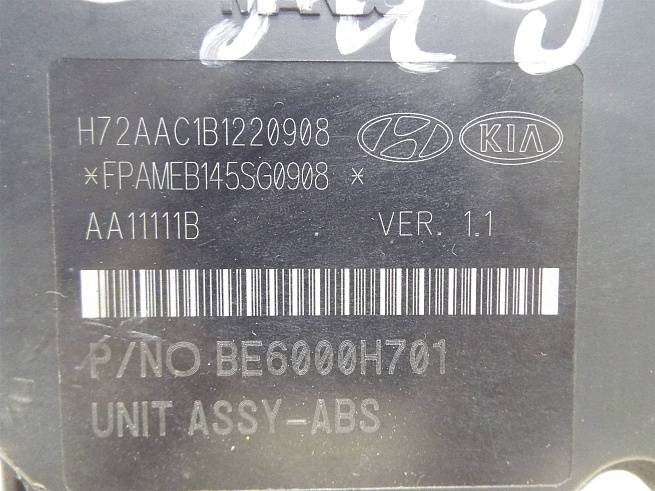 H72AAC1B1220908
KIA
*FPAMEB145SG0908 *
AA11111B VER. 1.1
P/NO BE6000H701
UNIT ASSY-ABS